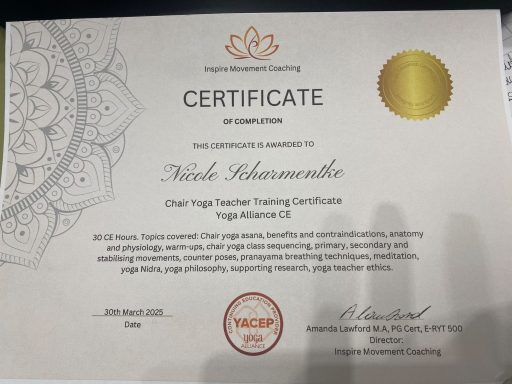 Inspire Movement Coaching
CERTIFICATE
OF COMPLETION
THIS CERTIFICATE IS AWARDED TO
Nicole Scharmentke
Chair Yoga Teacher Training Certificate
Yoga Alliance CE
30 CE Hours. Topics covered: Chair yoga asana, benefits and contraindications, anatomy
and physiology, warm-ups, chair yoga class sequencing, primary, secondary and
stabilising movements, counter poses, pranayama breathing techniques, meditation,
yoga Nidra, yoga philosophy, supporting research, yoga teacher ethics.
30th March 2025
Date
CONTINUING EDUCATION PROVIDER
YACEP
yoga
ALLIANCE
Amanda Lawford M.A, PG Cert, E-RYT 500
Director:
Inspire Movement Coaching